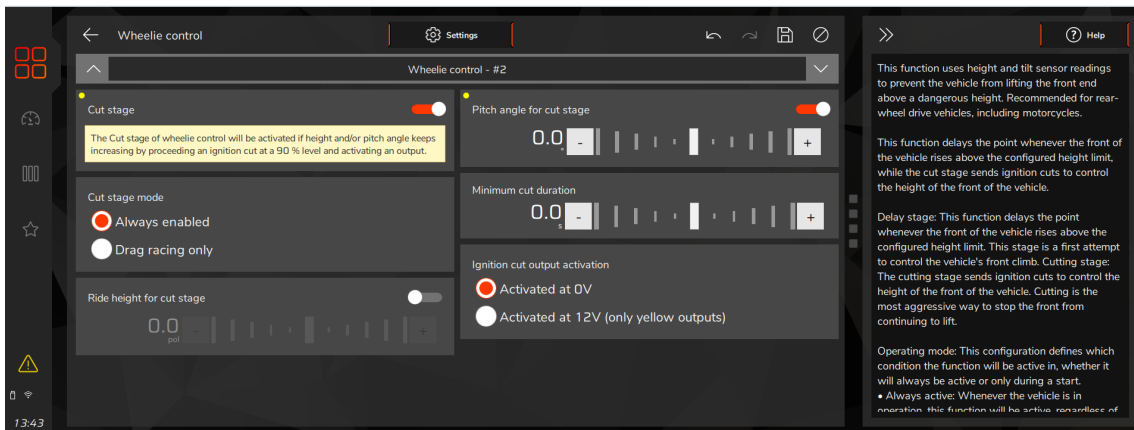 Wheelie control
Settings
Wheelie control - #2
Cut stage
The Cut stage of wheelie control will be activated if height and/or pitch angle keeps
increasing by proceeding an ignition cut at a 90 % level and activating an output.
Cut stage mode
Always enabled
Drag racing only
Ride height for cut stage
0.0
pol
-
+
Pitch angle for cut stage
0.0
°
-
+
Minimum cut duration
0.0
s
-
+
Ignition cut output activation
Activated at 0V
Activated at 12V (only yellow outputs)
? Help
This function uses height and tilt sensor readings
to prevent the vehicle from lifting the front end
above a dangerous height. Recommended for rear-
wheel drive vehicles, including motorcycles.
This function delays the point whenever the front of
the vehicle rises above the configured height limit,
while the cut stage sends ignition cuts to control
the height of the front of the vehicle.
Delay stage: This function delays the point
whenever the front of the vehicle rises above the
configured height limit. This stage is a first attempt
to control the vehicle's front climb. Cutting stage:
The cutting stage sends ignition cuts to control the
height of the front of the vehicle. Cutting is the
most aggressive way to stop the front from
continuing to lift.
Operating mode: This configuration defines which
condition the function will be active in, whether it
will always be active or only during a start.
• Always active: Whenever the vehicle is in
operation, this function will be active, regardless of
13:43